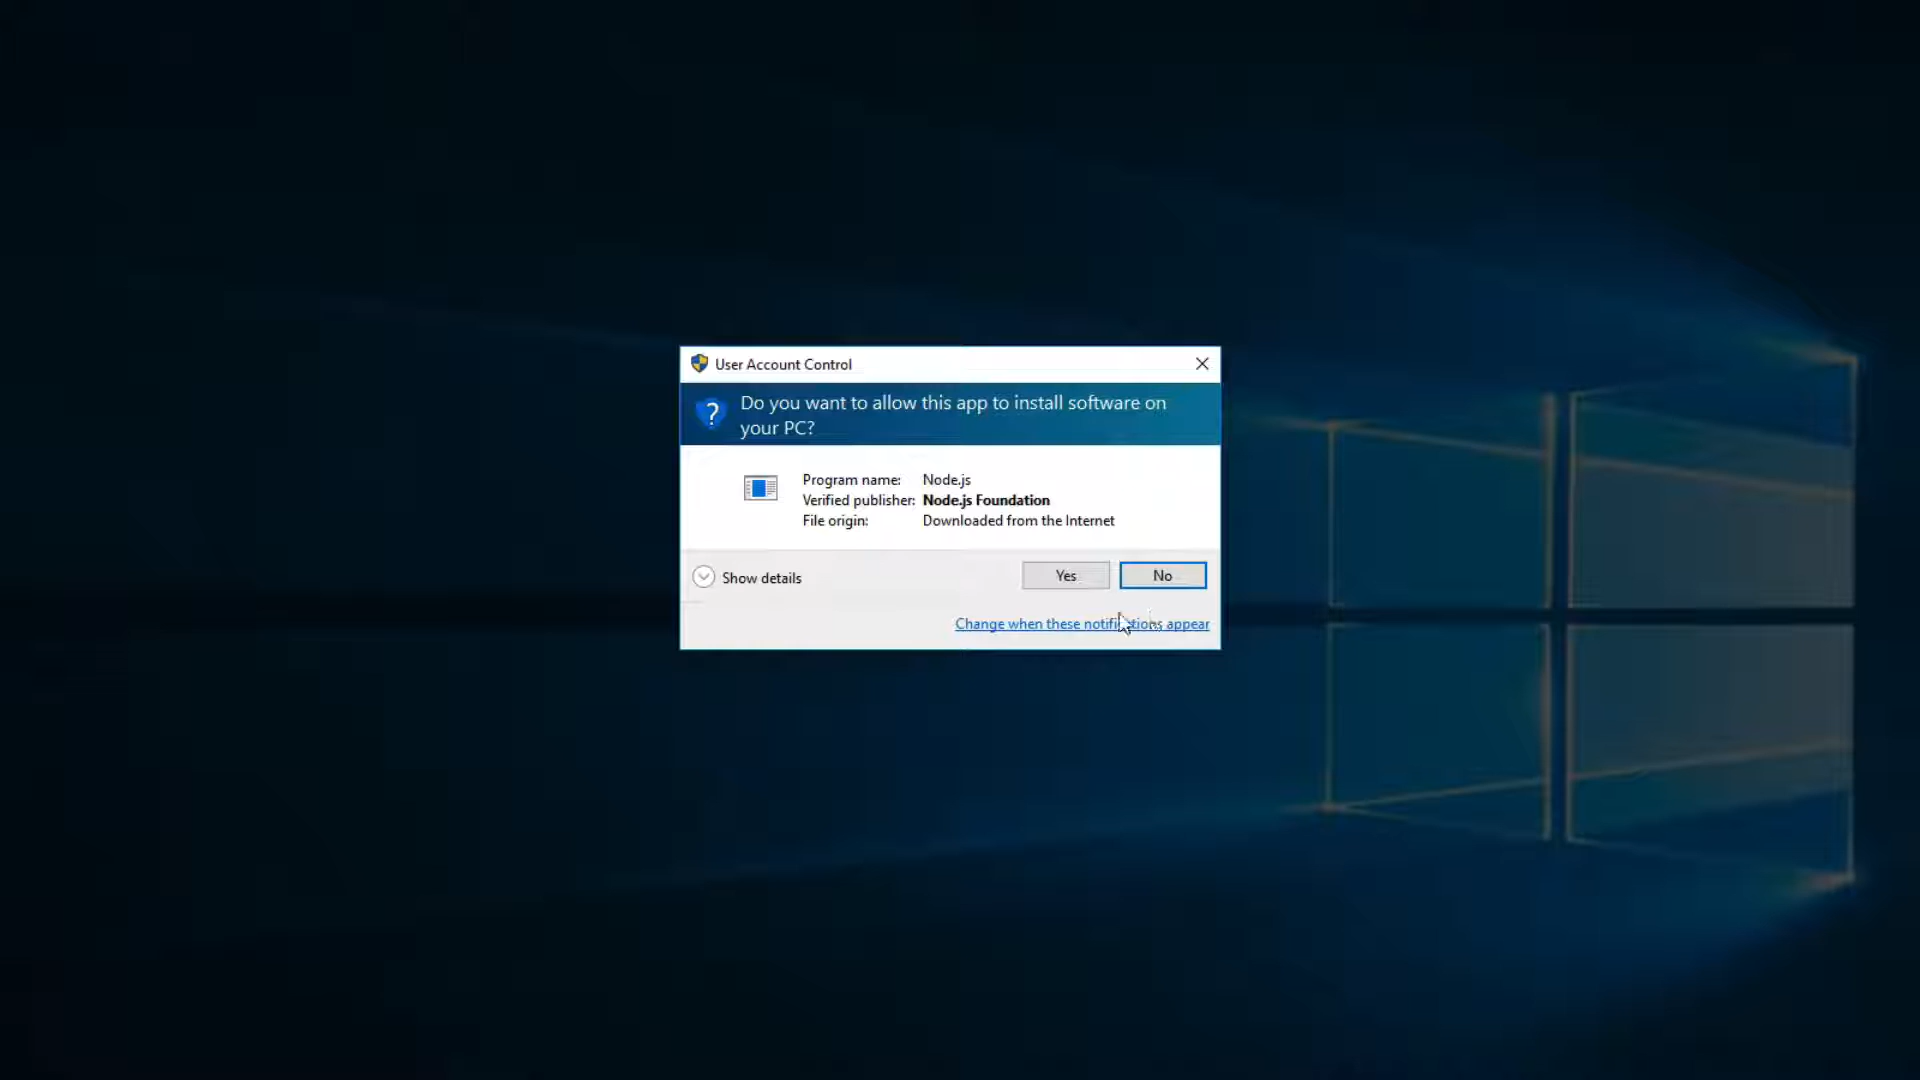 User Account Control
Do you want to allow this app to install software on
your PC?
Program name: Node.js
Verified publisher: Node.js Foundation
File origin: Downloaded from the Internet
Show details
Yes
No
Change when these notifications appear